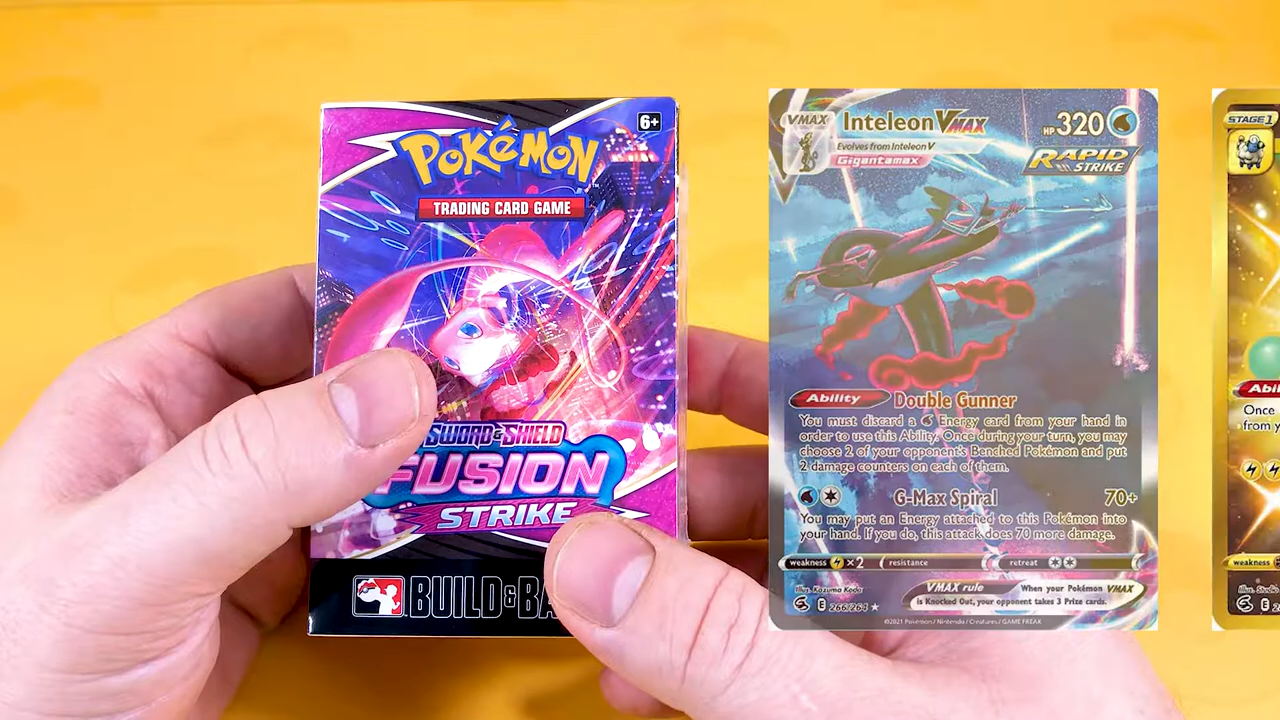 6+
POKéMON
TRADING CARD GAME
SWORD & SHIELD
FUSION
STRIKE
BUILD & BA
VMAX
Inteleon VMAX
HP 320
Evolves from Inteleon V
Gigantamax
RAPID
STRIKE
Ability Double Gunner
You must discard a Energy card from your hand in
order to use this Ability. Once during your turn, you may
choose 2 of your opponent's Benched Pokémon and put
2 damage counters on each of them.
G-Max Spiral 70+
You may put an Energy attached to this Pokémon into
your hand. If you do, this attack does 70 more damage.
weakness ×2 resistance retreat
Illus. Kazuma Koda
E 266/264
VMAX rule When your Pokémon VMAX
is Knocked Out, your opponent takes 3 Prize cards.
©2021 Pokémon / Nintendo / Creatures / GAME FREAK
STAGE 1
Abil
Once
from y
weakness
Illus. Studio
E 2